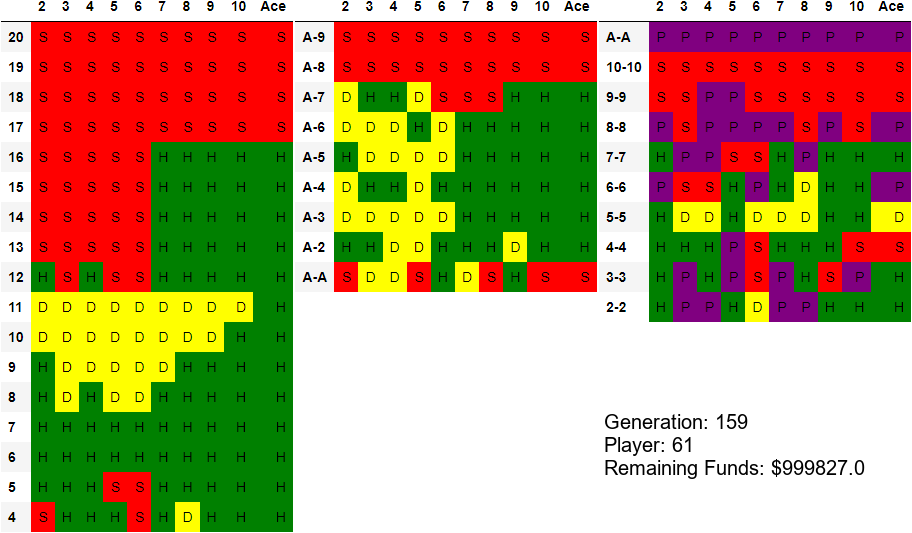 2 3 4 5 6 7 8 9 10 Ace
20 S S S S S S S S S S
19 S S S S S S S S S S
18 S S S S S S S S S S
17 S S S S S S S S S S
16 S S S S S H H H H H
15 S S S S S H H H H H
14 S S S S S H H H H H
13 S S S S S H H H H H
12 H S H S S H H H H H
11 D D D D D D D D D H
10 D D D D D D D D H H
9 H D D D D D H H H H
8 H D H D D H H H H H
7 H H H H H H H H H H
6 H H H H H H H H H H
5 H H H S S H H H H H
4 S H H H S H D H H H
2 3 4 5 6 7 8 9 10 Ace
A-9 S S S S S S S S S S
A-8 S S S S S S S S S S
A-7 D H H D S S S H H H
A-6 D D D H D H H H H H
A-5 H D D D D H H H H H
A-4 D H H D H H H H H H
A-3 D D D D D H H H H H
A-2 H H D D H H H D H H
A-A S D D S H D S H S S
2 3 4 5 6 7 8 9 10 Ace
A-A P P P P P P P P P P
10-10 S S S S S S S S S S
9-9 S S P P S S S S S S
8-8 P S P P P P S P S P
7-7 H P P S S H P H H H
6-6 P S S H P H D H H P
5-5 H D D H D D D H H D
4-4 H H H P S H H H S S
3-3 H P H P S P H S P H
2-2 H P P H D P P H H H
Generation: 159
Player: 61
Remaining Funds: $999827.0